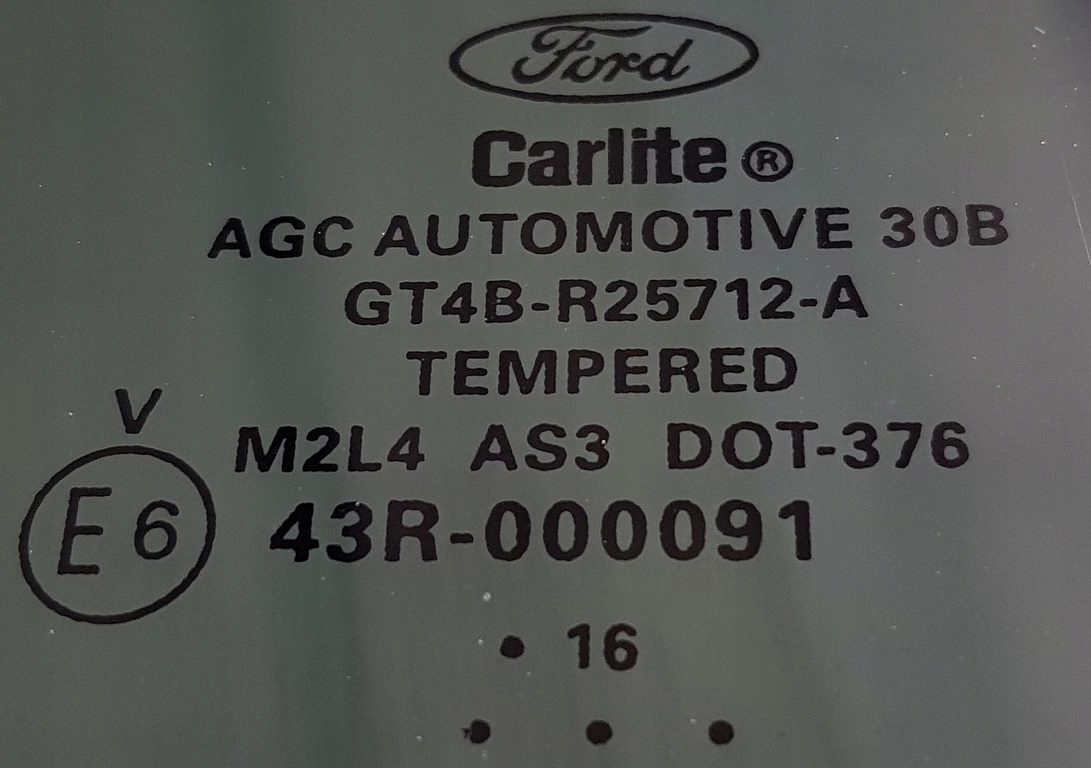 Ford
Carlite®
AGC AUTOMOTIVE 30B
GT4B-R25712-A
TEMPERED
V
M2L4 AS3 DOT-376
E6 43R-000091
• 16
• • •